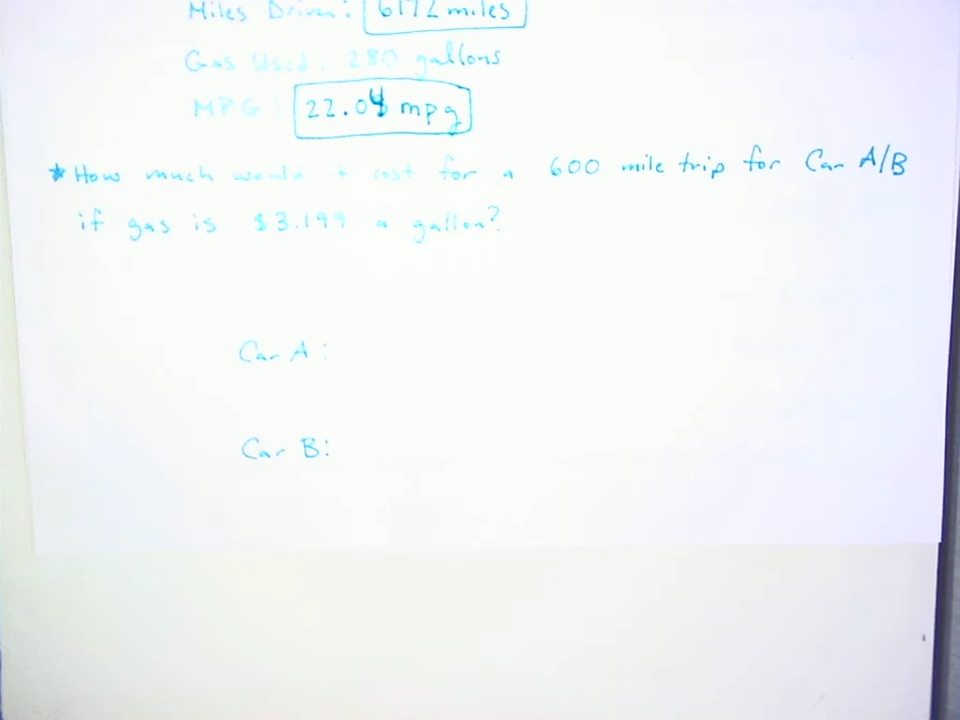 Miles Driven: 6172 miles
Gas Used: 280 gallons
MPG: 22.04 mpg
* How much would it cost for a 600 mile trip for Car A/B
if gas is $3.199 a gallon?
Car A:
Car B: